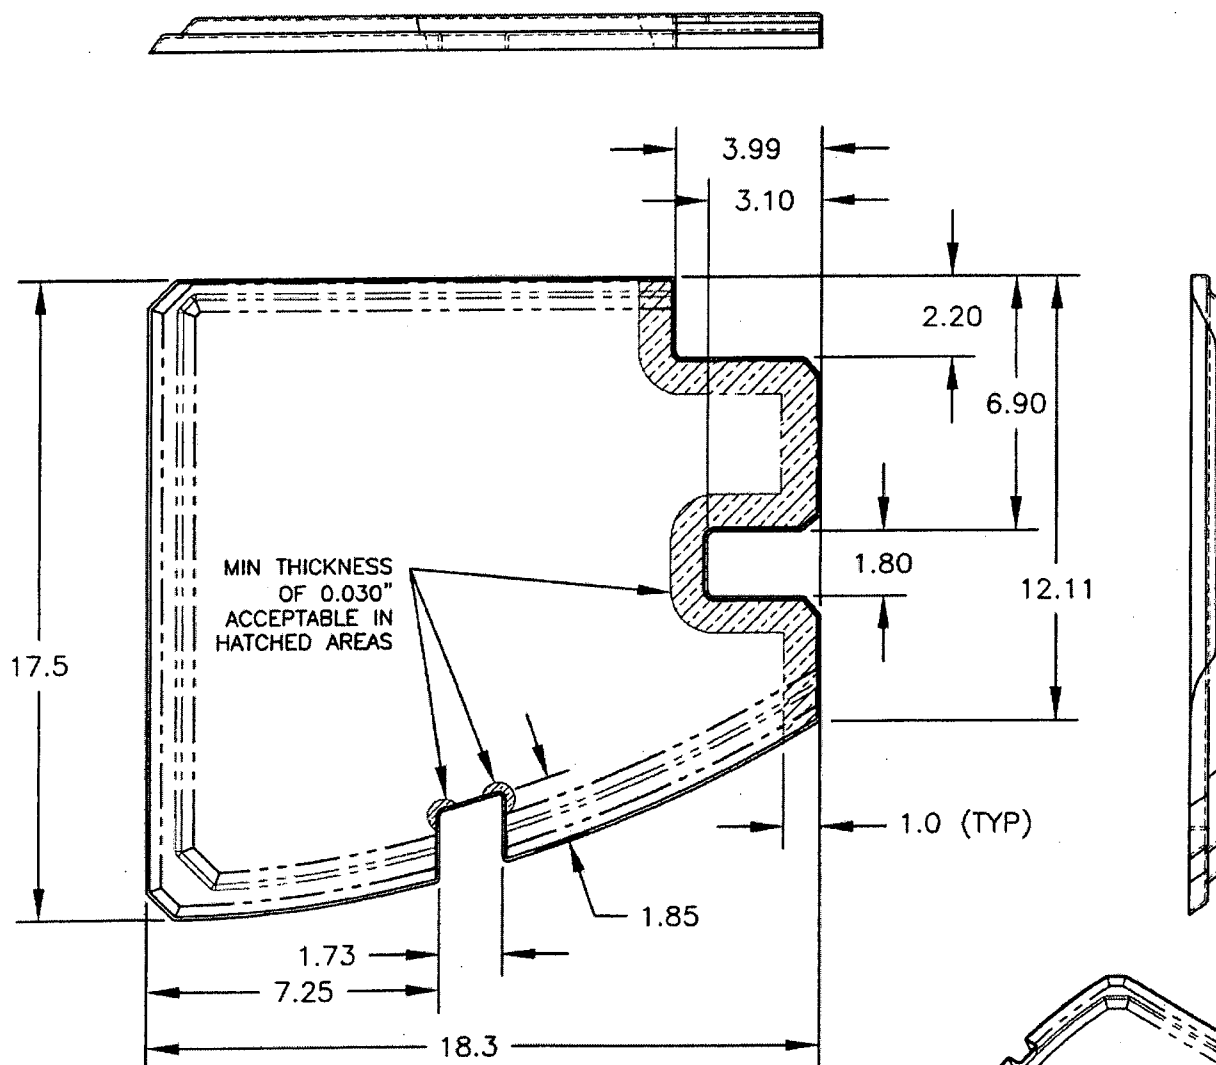 3.99
3.10
2.20
6.90
1.80
12.11
MIN THICKNESS
OF 0.030"
ACCEPTABLE IN
HATCHED AREAS
17.5
1.0 (TYP)
1.85
1.73
7.25
18.3